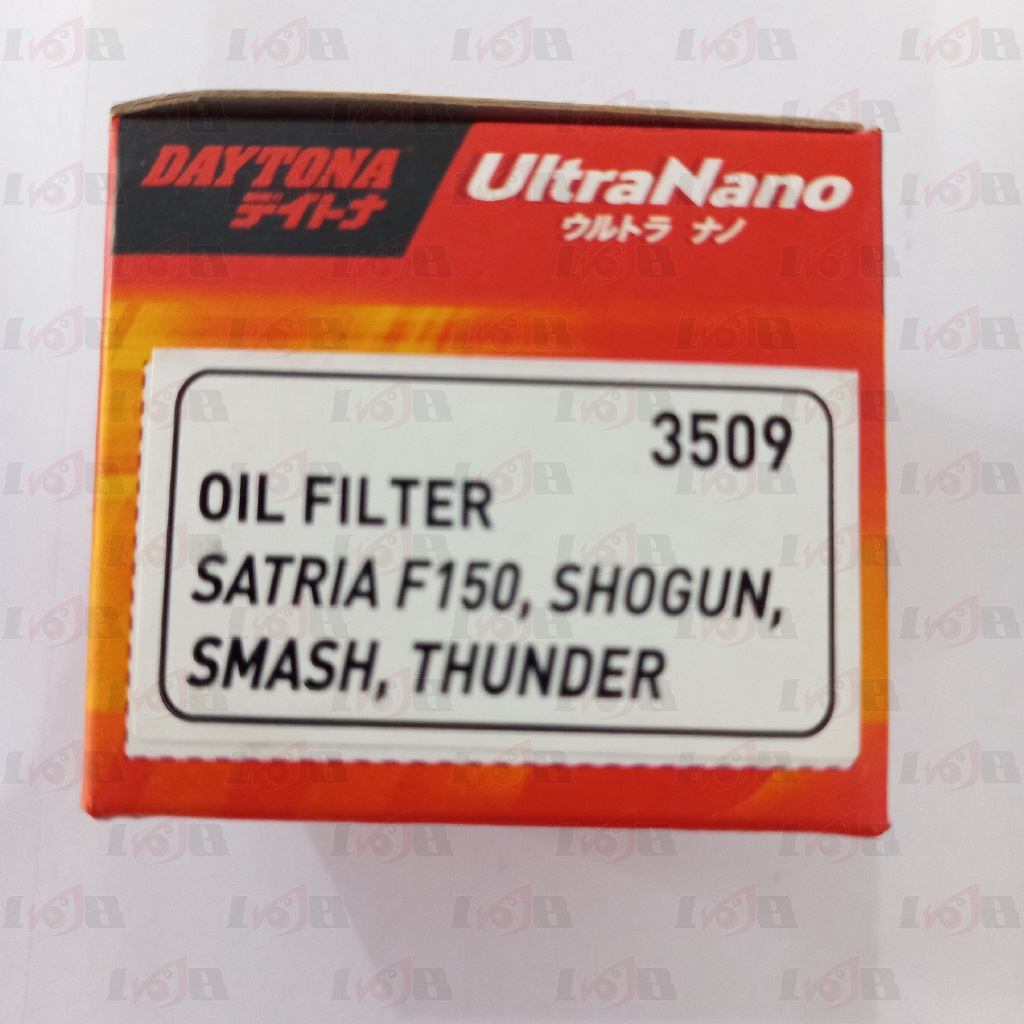 DAYTONA
デイトナ
UltraNano
ウルトラ ナノ
3509
OIL FILTER
SATRIA F150, SHOGUN,
SMASH, THUNDER